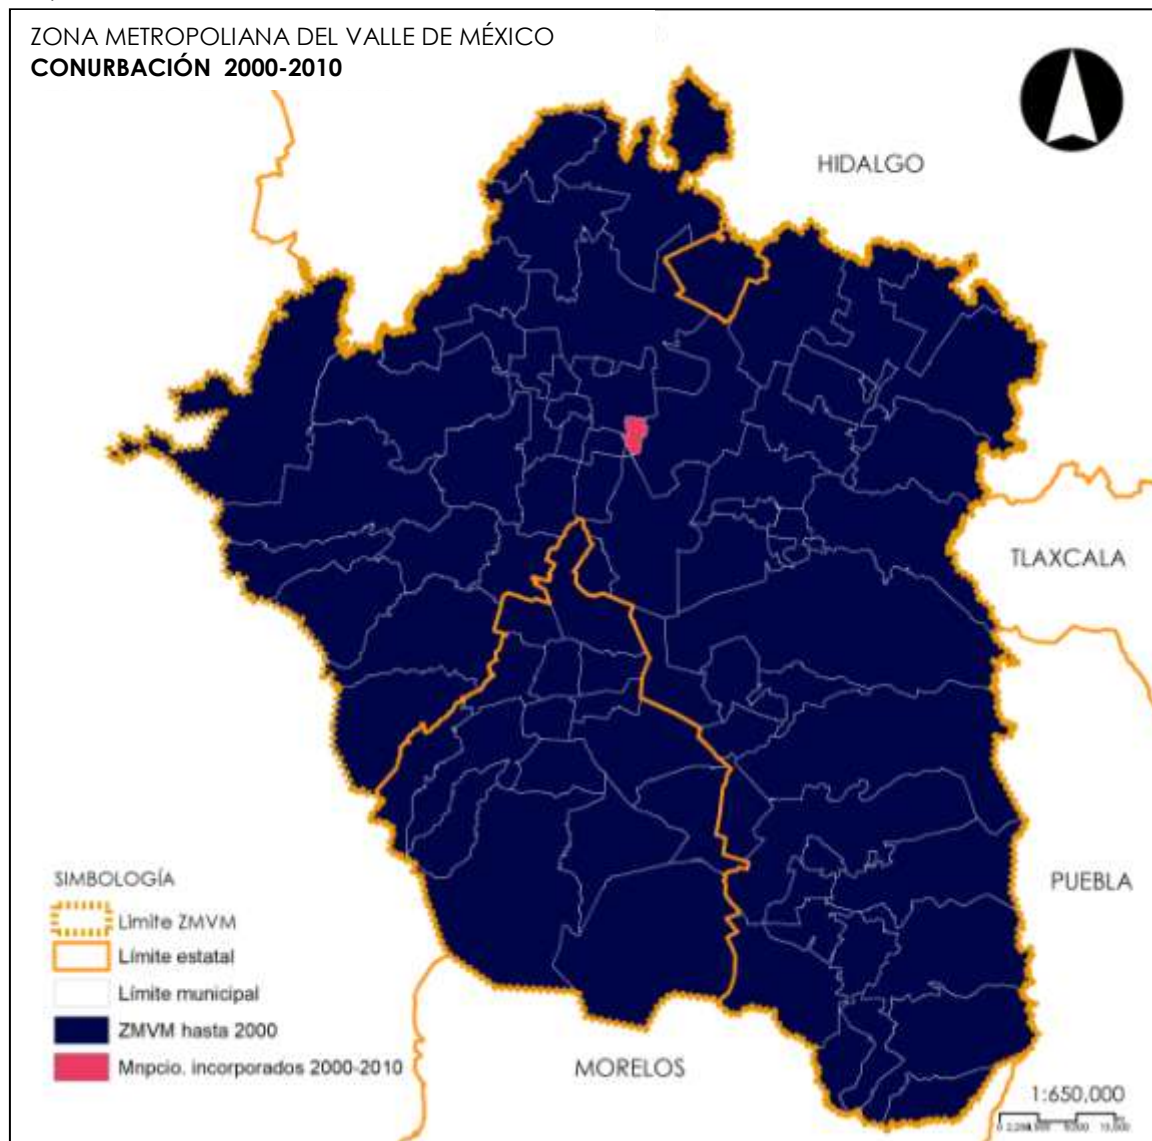 ZONA METROPOLIANA DEL VALLE DE MÉXICO
CONURBACIÓN 2000-2010
HIDALGO
TLAXCALA
PUEBLA
MORELOS
SIMBOLOGÍA
Límite ZMVM
Límite estatal
Límite municipal
ZMVM hasta 2000
Mnpcio. incorporados 2000-2010
1:650,000